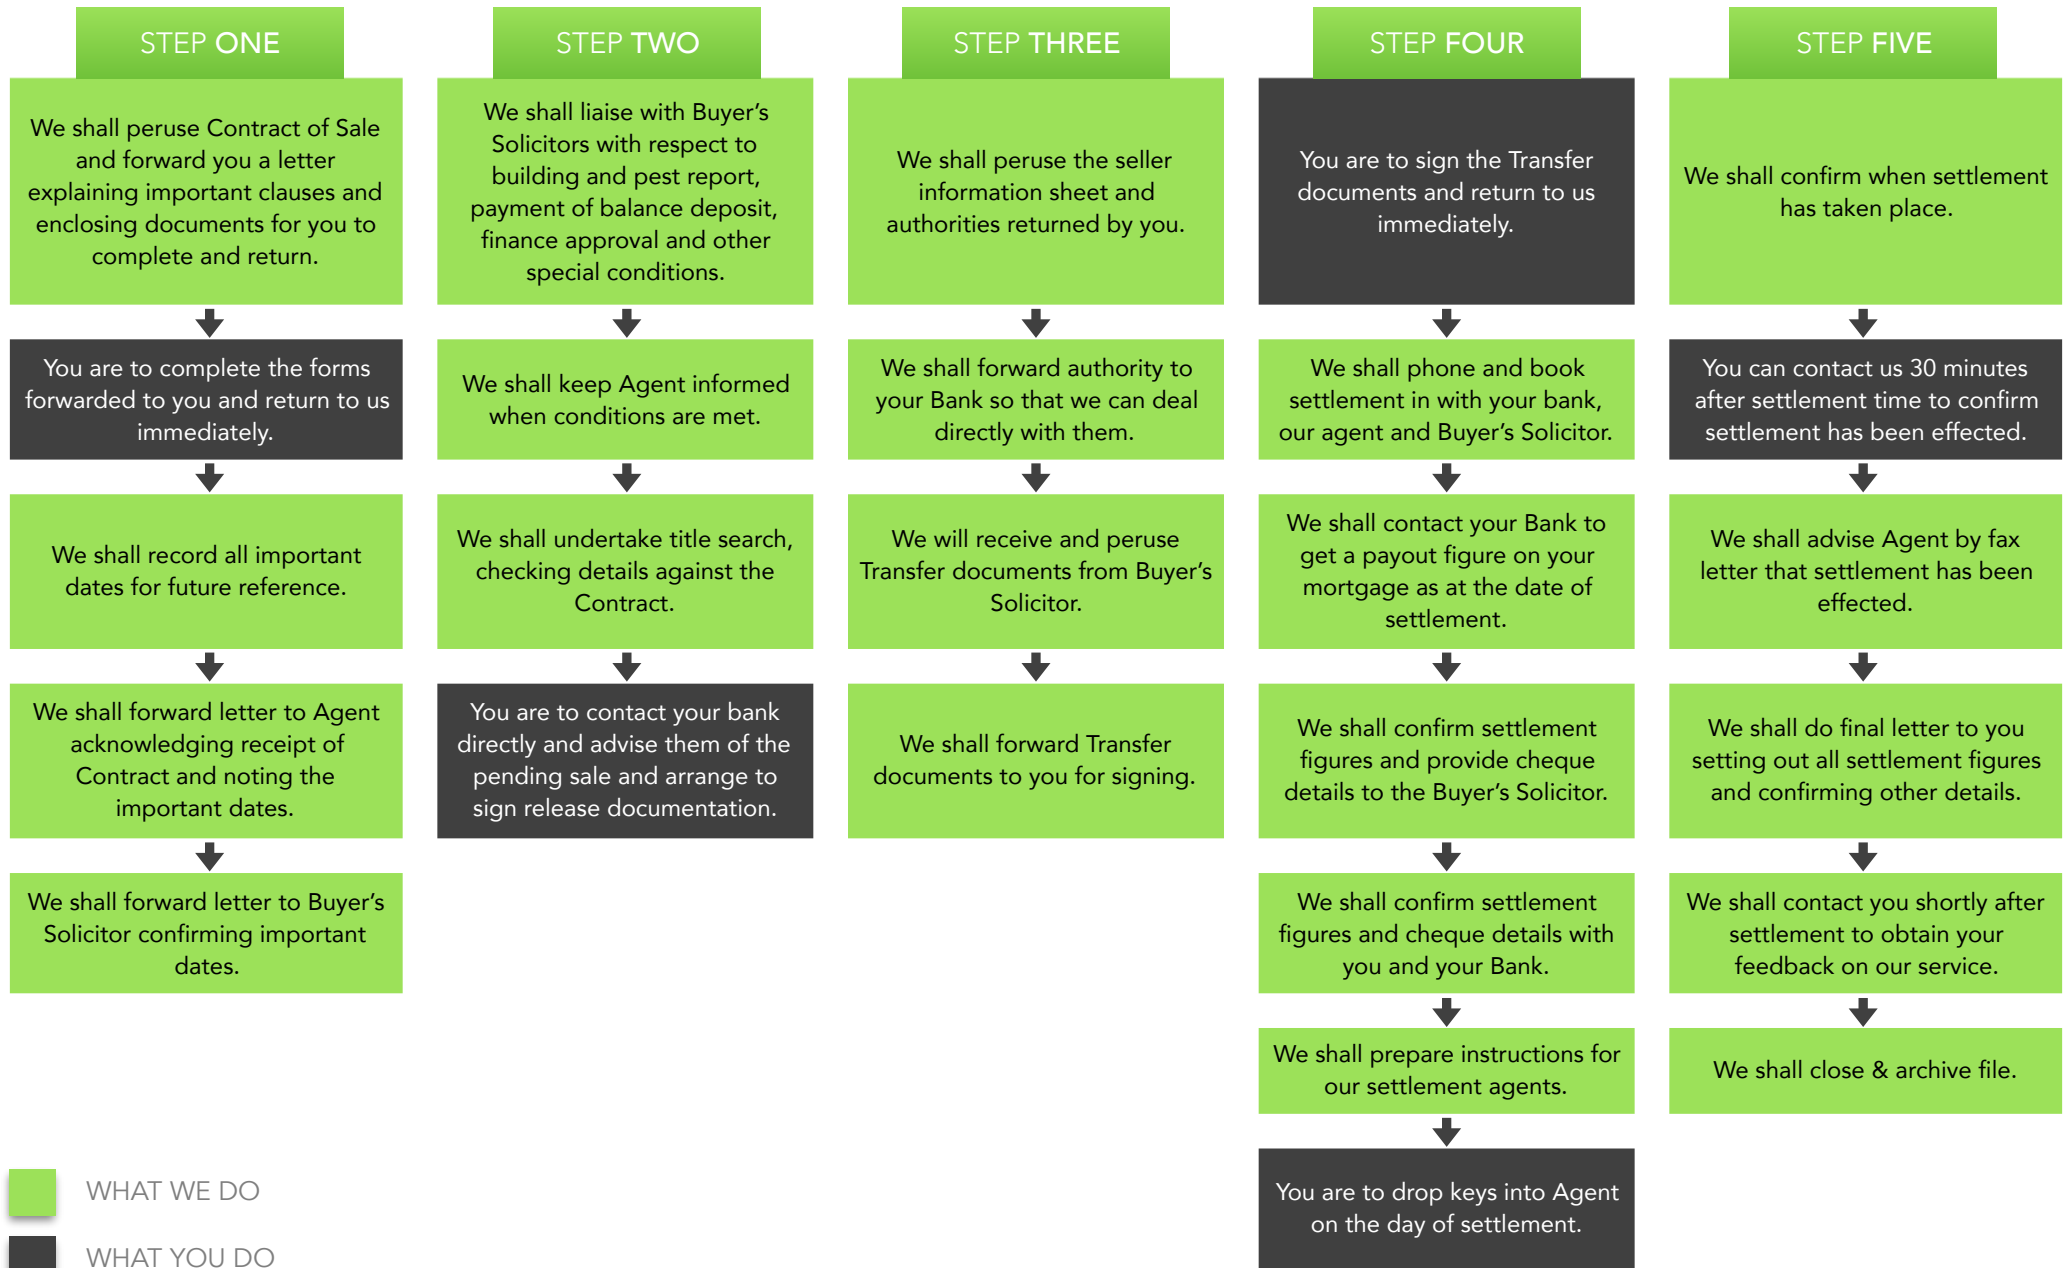 STEP ONE
We shall peruse Contract of Sale
and forward you a letter
explaining important clauses and
enclosing documents for you to
complete and return.
You are to complete the forms
forwarded to you and return to us
immediately.
We shall record all important
dates for future reference.
We shall forward letter to Agent
acknowledging receipt of
Contract and noting the
important dates.
We shall forward letter to Buyer’s
Solicitor confirming important
dates.
STEP TWO
We shall liaise with Buyer’s
Solicitors with respect to
building and pest report,
payment of balance deposit,
finance approval and other
special conditions.
We shall keep Agent informed
when conditions are met.
We shall undertake title search,
checking details against the
Contract.
You are to contact your bank
directly and advise them of the
pending sale and arrange to
sign release documentation.
STEP THREE
We shall peruse the seller
information sheet and
authorities returned by you.
We shall forward authority to
your Bank so that we can deal
directly with them.
We will receive and peruse
Transfer documents from Buyer’s
Solicitor.
We shall forward Transfer
documents to you for signing.
STEP FOUR
You are to sign the Transfer
documents and return to us
immediately.
We shall phone and book
settlement in with your bank,
our agent and Buyer’s Solicitor.
We shall contact your Bank to
get a payout figure on your
mortgage as at the date of
settlement.
We shall confirm settlement
figures and provide cheque
details to the Buyer’s Solicitor.
We shall confirm settlement
figures and cheque details with
you and your Bank.
We shall prepare instructions for
our settlement agents.
You are to drop keys into Agent
on the day of settlement.
STEP FIVE
We shall confirm when settlement
has taken place.
You can contact us 30 minutes
after settlement time to confirm
settlement has been effected.
We shall advise Agent by fax
letter that settlement has been
effected.
We shall do final letter to you
setting out all settlement figures
and confirming other details.
We shall contact you shortly after
settlement to obtain your
feedback on our service.
We shall close & archive file.
WHAT WE DO
WHAT YOU DO